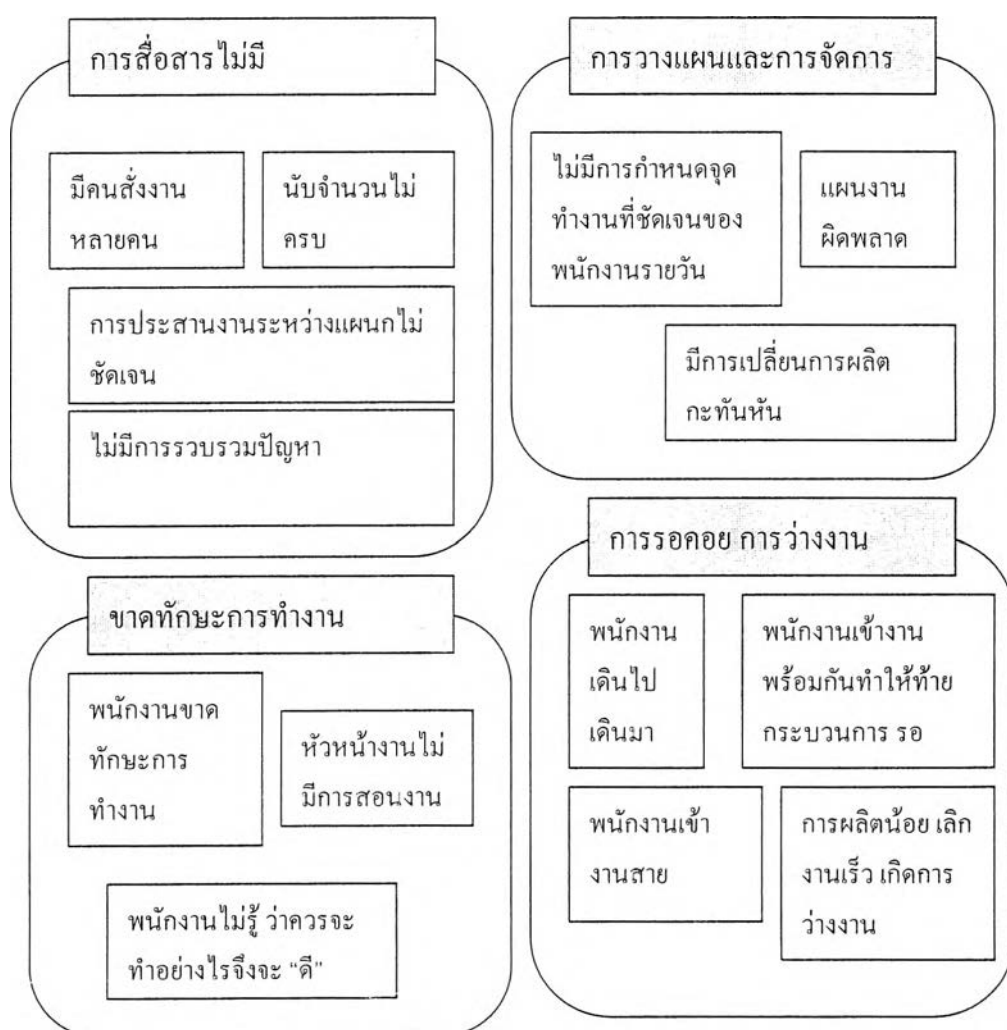 การสื่อสารไม่มี
มีคนสั่งงาน
หลายคน
นับจำนวนไม่
ครบ
การประสานงานระหว่างแผนกไม่
ชัดเจน
ไม่มีการรวบรวมปัญหา
การวางแผนและการจัดการ
ไม่มีการกำหนดจุด
ทำงานที่ชัดเจนของ
พนักงานรายวัน
แผนงาน
ผิดพลาด
มีการเปลี่ยนการผลิต
กะทันหัน
ขาดทักษะการทำงาน
พนักงานขาด
ทักษะการ
ทำงาน
หัวหน้างานไม่
มีการสอนงาน
พนักงานไม่รู้ ว่าควรจะ
ทำอย่างไรจึงจะ “ดี”
การรอคอย การว่างงาน
พนักงาน
เดินไป
เดินมา
พนักงานเข้างาน
พร้อมกันทำให้ท้าย
กระบวนการ รอ
พนักงานเข้า
งานสาย
การผลิตน้อย เลิก
งานเร็ว เกิดการ
ว่างงาน